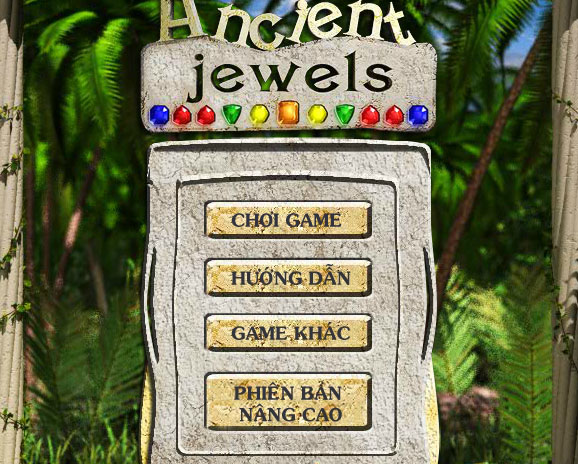 Ancient
jewels
CHƠI GAME
HƯỚNG DẪN
GAME KHÁC
PHIÊN BẢN
NÂNG CAO